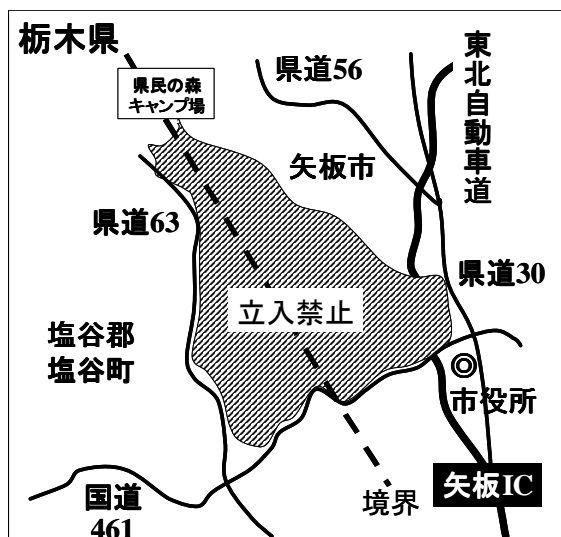 栃木県
県民の森
キャンプ場
県道56
東北自動車道
矢板市
県道63
県道30
立入禁止
塩谷郡
塩谷町
市役所
矢板IC
国道
461
境界